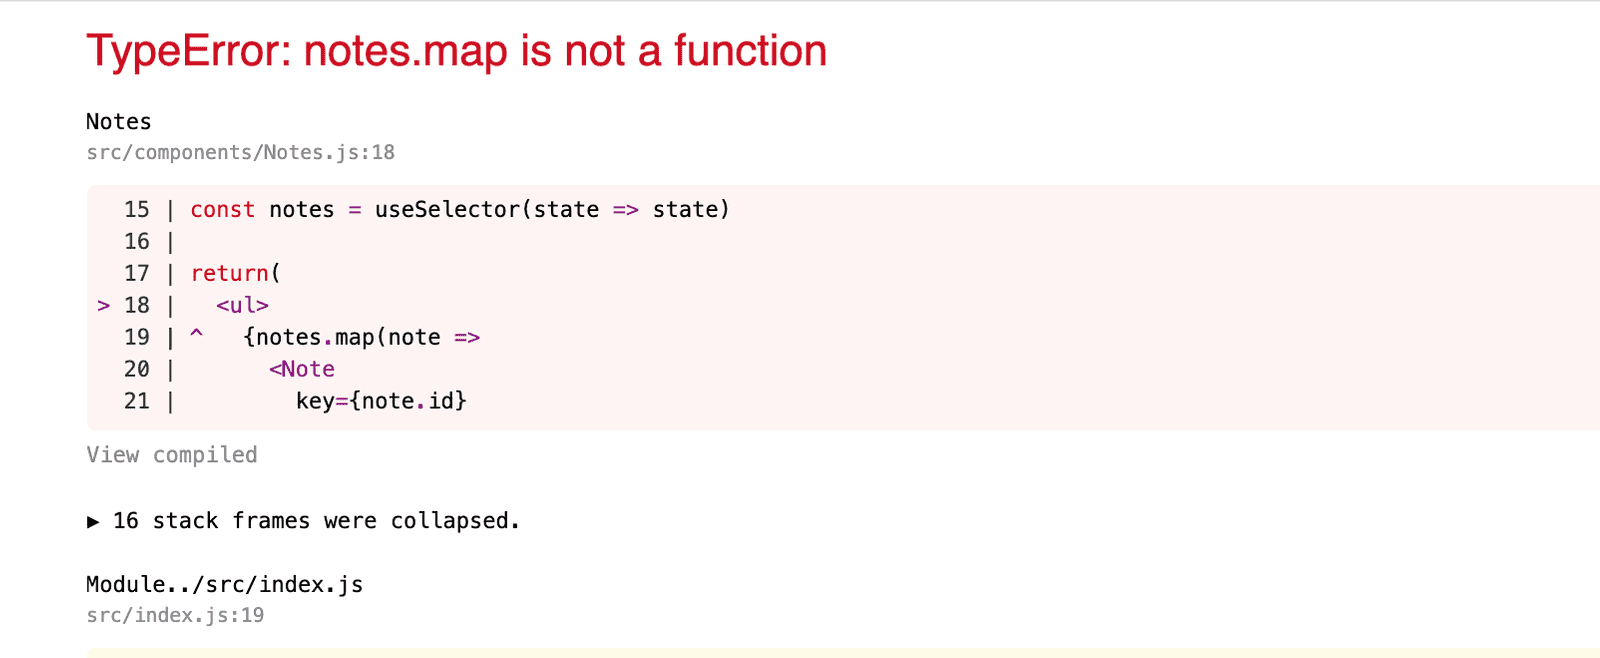 TypeError: notes.map is not a function
Notes
src/components/Notes.js:18
  15 | const notes = useSelector(state => state)
  16 |
  17 | return(
> 18 |   <ul>
  19 | ^   {notes.map(note =>
  20 |       <Note
  21 |         key={note.id}
View compiled
▶ 16 stack frames were collapsed.
Module../src/index.js
src/index.js:19